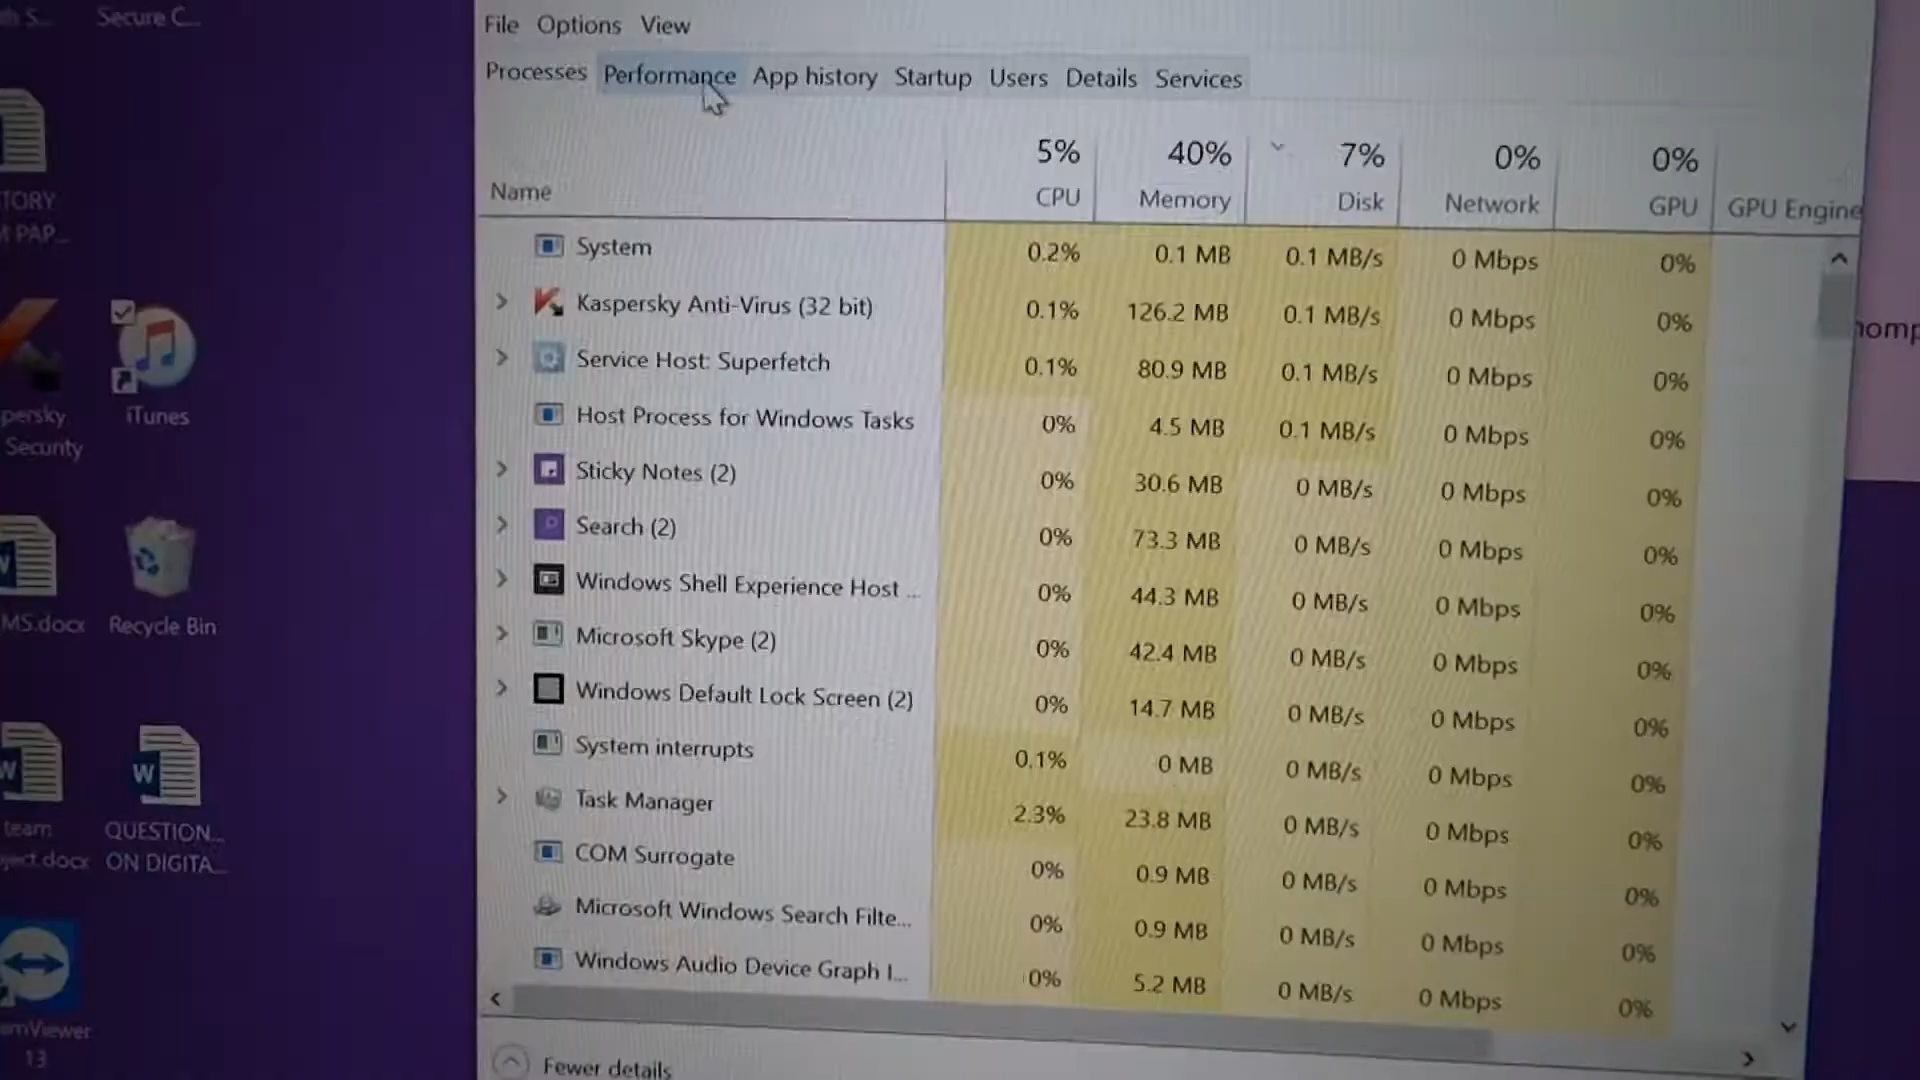 Secure C...
TORY
PAP...
persky
Security
iTunes
MS.docx
Recycle Bin
team
ject.docx
QUESTION...
ON DIGITA...
mViewer
13
File Options View
Processes Performance App history Startup Users Details Services
5% 40% 7% 0% 0%
Name CPU Memory Disk Network GPU GPU Engine
System 0.2% 0.1 MB 0.1 MB/s 0 Mbps 0%
Kaspersky Anti-Virus (32 bit) 0.1% 126.2 MB 0.1 MB/s 0 Mbps 0%
Service Host: Superfetch 0.1% 80.9 MB 0.1 MB/s 0 Mbps 0%
Host Process for Windows Tasks 0% 4.5 MB 0.1 MB/s 0 Mbps 0%
Sticky Notes (2) 0% 30.6 MB 0 MB/s 0 Mbps 0%
Search (2) 0% 73.3 MB 0 MB/s 0 Mbps 0%
Windows Shell Experience Host ... 0% 44.3 MB 0 MB/s 0 Mbps 0%
Microsoft Skype (2) 0% 42.4 MB 0 MB/s 0 Mbps 0%
Windows Default Lock Screen (2) 0% 14.7 MB 0 MB/s 0 Mbps 0%
System interrupts 0.1% 0 MB 0 MB/s 0 Mbps 0%
Task Manager 2.3% 23.8 MB 0 MB/s 0 Mbps 0%
COM Surrogate 0% 0.9 MB 0 MB/s 0 Mbps 0%
Microsoft Windows Search Filte... 0% 0.9 MB 0 MB/s 0 Mbps 0%
Windows Audio Device Graph I... 0% 5.2 MB 0 MB/s 0 Mbps 0%
Fewer details